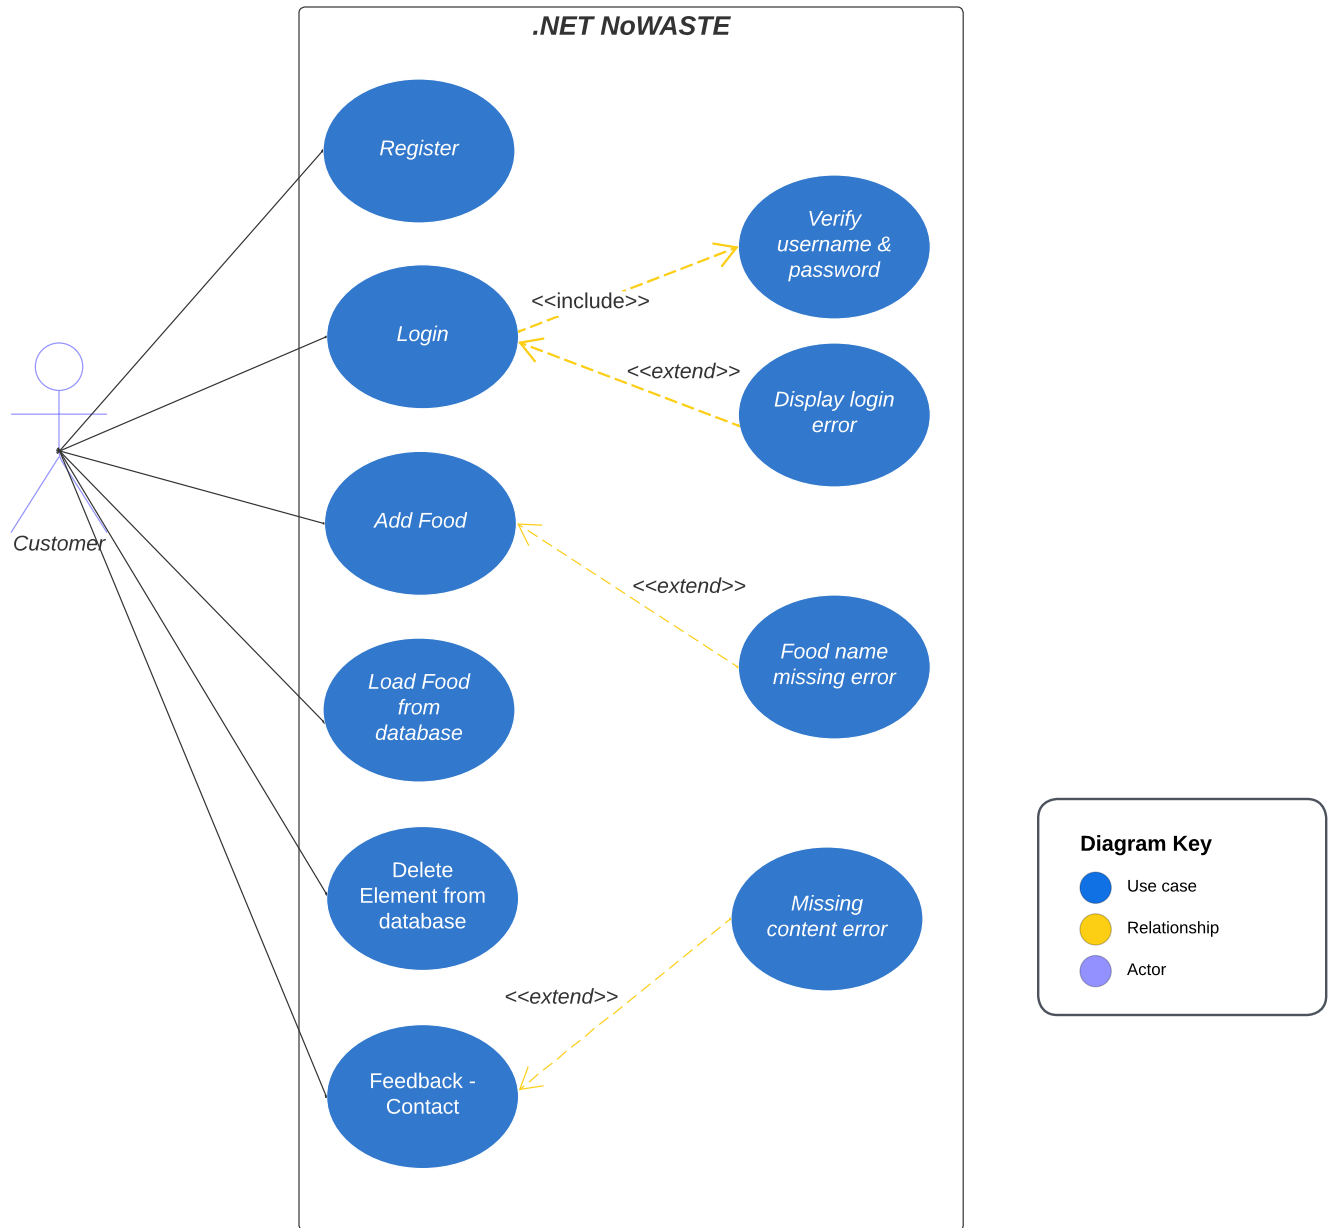 .NET NoWASTE
Register
Verify
username &
password
<<include>>
Login
<<extend>>
Display login
error
Add Food
Customer
<<extend>>
Food name
missing error
Load Food
from
database
Delete
Element from
database
Missing
content error
<<extend>>
Feedback -
Contact
Diagram Key
Use case
Relationship
Actor